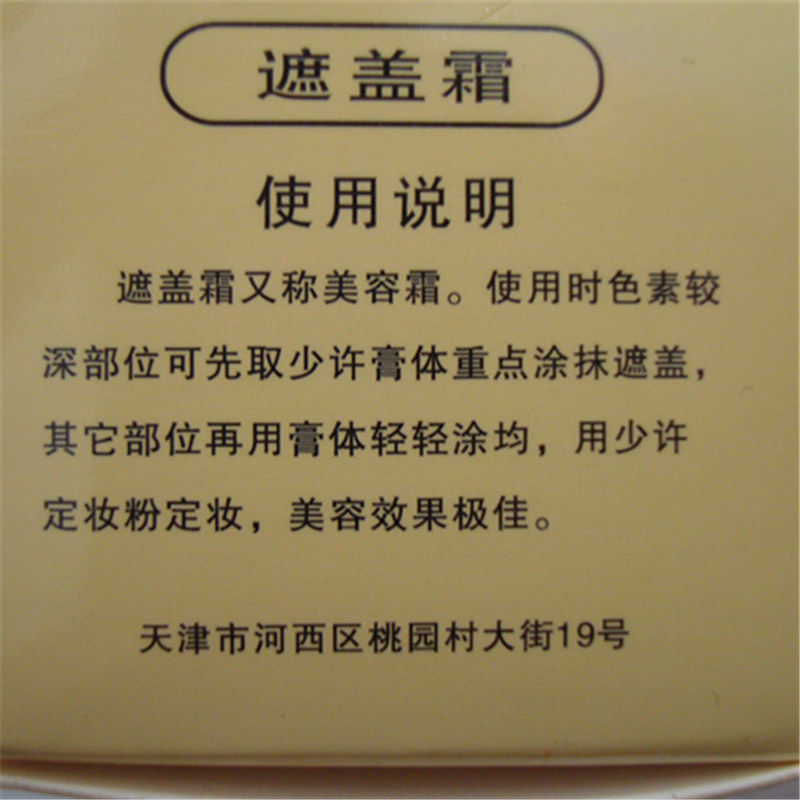 遮盖霜
使用说明
遮盖霜又称美容霜。使用时色素较
深部位可先取少许膏体重点涂抹遮盖，
其它部位再用膏体轻轻涂均，用少许
定妆粉定妆，美容效果极佳。
天津市河西区桃园村大街19号